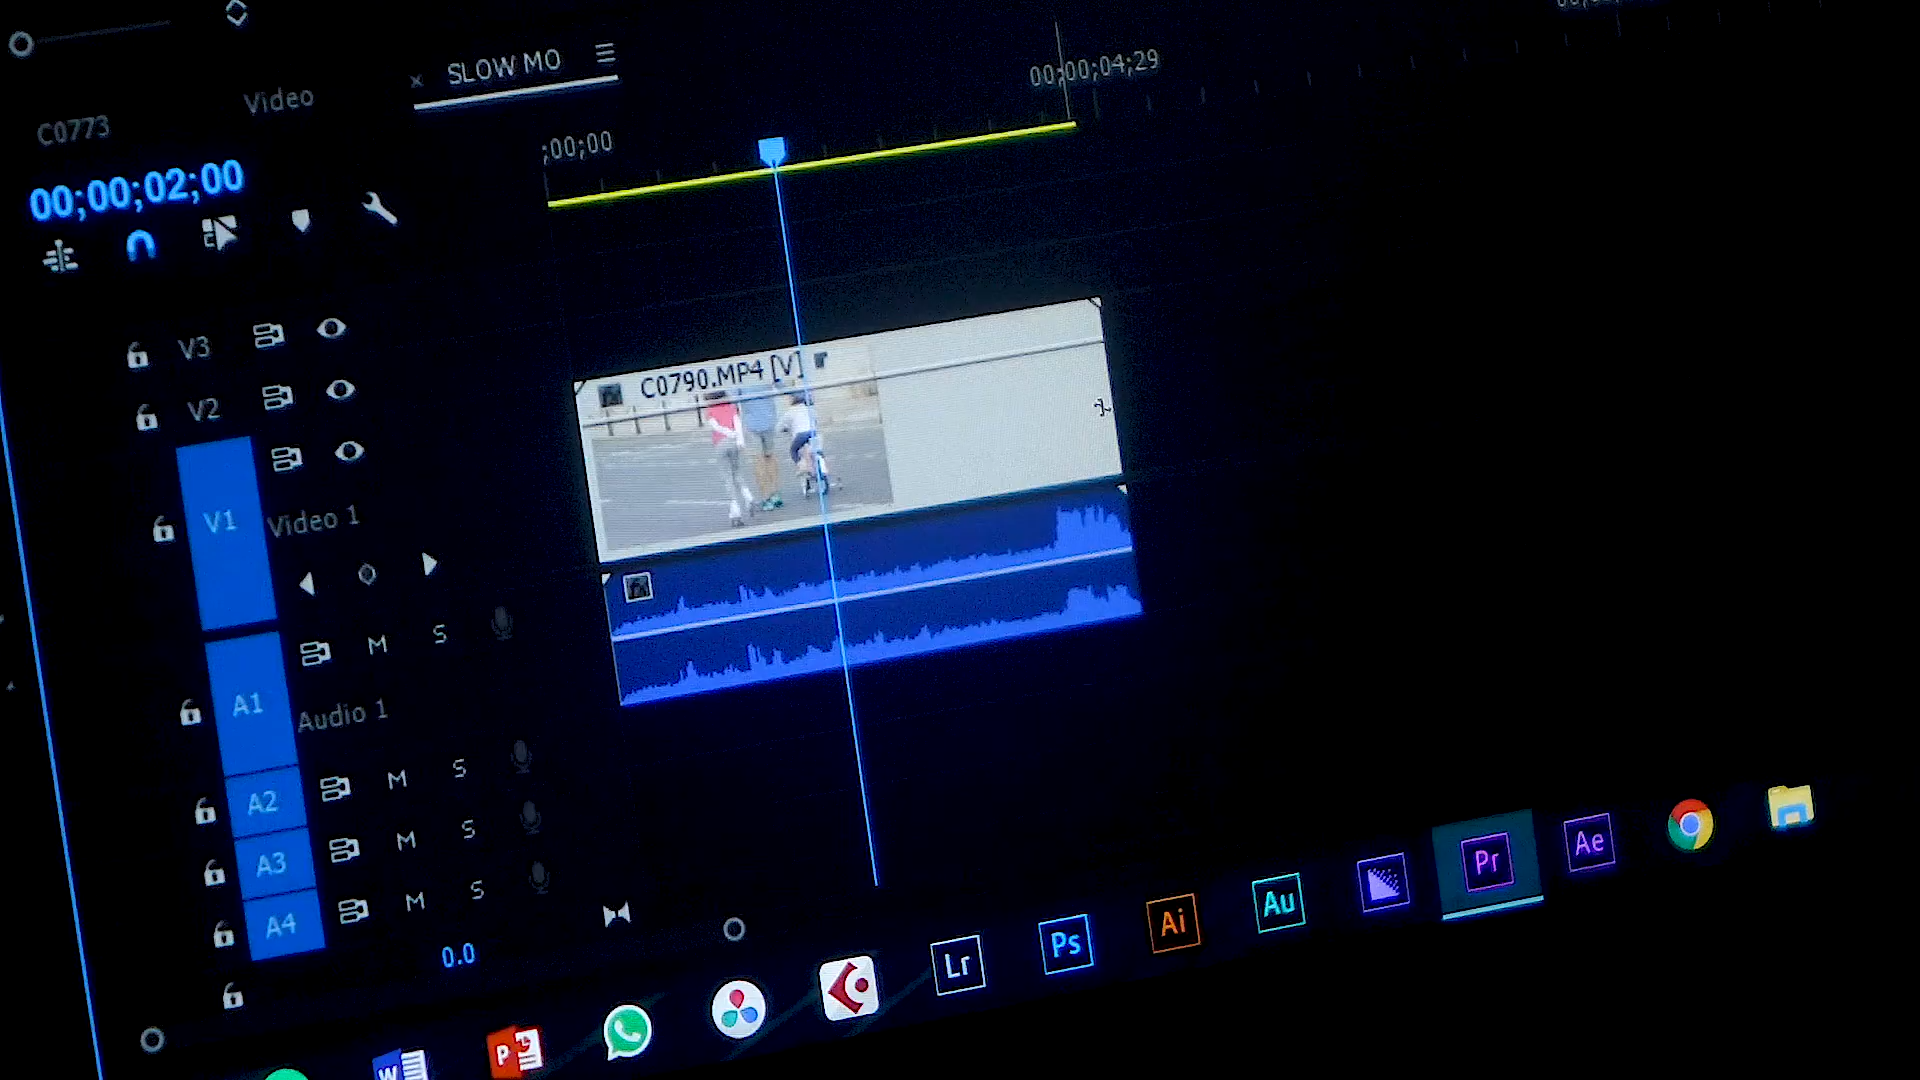 SLOW MO
Video
C0773
00;00;04;29
;00;00
00;00;02;00
V3
V2
C0790.MP4 [V]
V1
Video 1
M S
A1
Audio 1
A2 M S
A3 M S
A4 M S
0.0
Pr
Ae
Au
Ai
Ps
Lr
P
W